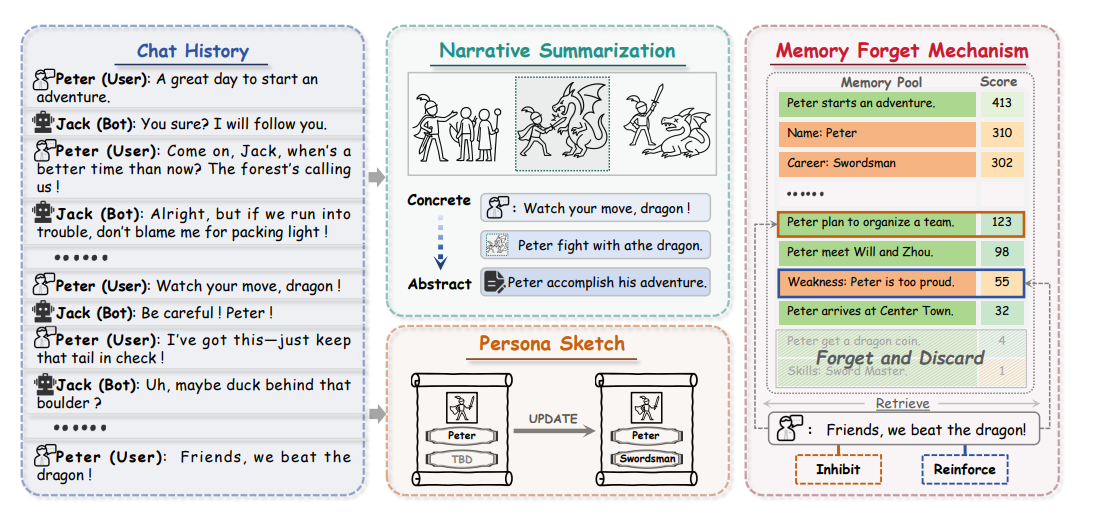 Chat History
Peter (User): A great day to start an
adventure.
Jack (Bot): You sure? I will follow you.
Peter (User): Come on, Jack, when's a
better time than now? The forest's calling
us !
Jack (Bot): Alright, but if we run into
trouble, don't blame me for packing light !
......
Peter (User): Watch your move, dragon !
Jack (Bot): Be careful ! Peter !
Peter (User): I've got this—just keep
that tail in check !
Jack (Bot): Uh, maybe duck behind that
boulder ?
......
Peter (User): Friends, we beat the
dragon !
Narrative Summarization
Concrete
: Watch your move, dragon !
Peter fight with athe dragon.
Abstract
Peter accomplish his adventure.
Persona Sketch
Peter
TBD
UPDATE
Peter
Swordsman
Memory Forget Mechanism
Memory Pool Score
Peter starts an adventure. 413
Name: Peter 310
Career: Swordsman 302
......
Peter plan to organize a team. 123
Peter meet Will and Zhou. 98
Weakness: Peter is too proud. 55
Peter arrives at Center Town. 32
Peter get a dragon coin. 4
Forget and Discard
Skills: Sword Master. 1
Retrieve
: Friends, we beat the dragon!
Inhibit
Reinforce